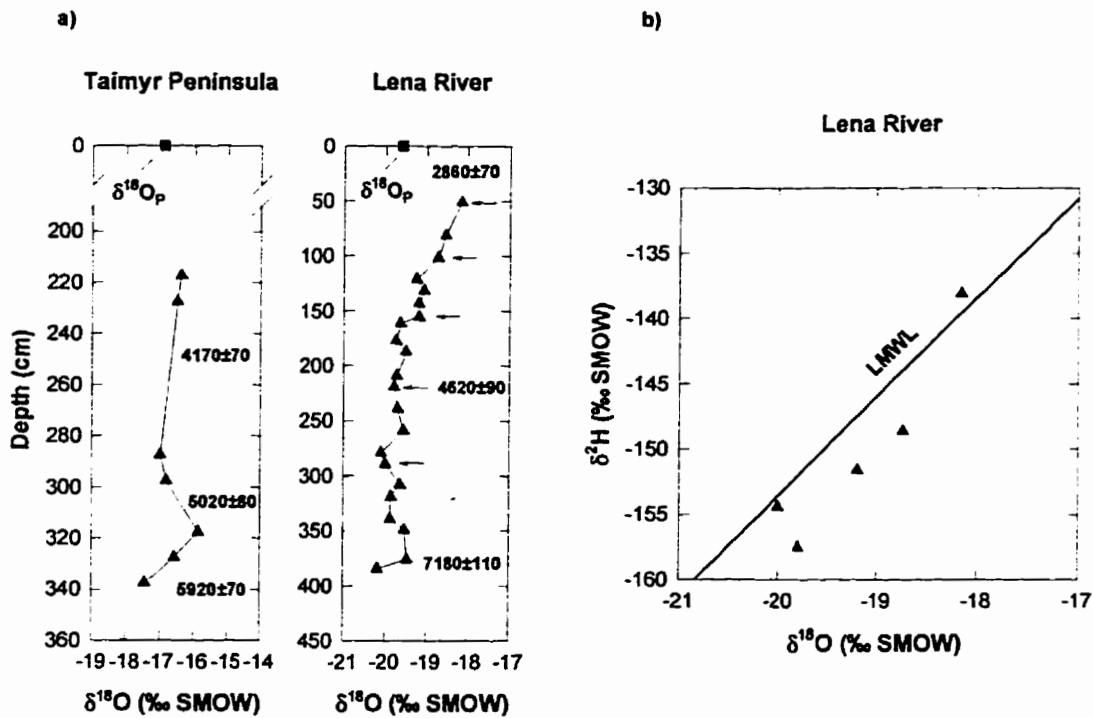 a)
b)
Taimyr Peninsula
Lena River
Lena River
0
δ¹⁸Oₚ
200
220
240
260
280
300
320
340
360
4170±70
5020±80
5920±70
-19 -18 -17 -16 -15 -14
Depth (cm)
δ¹⁸O (‰ SMOW)
0
50
100
150
200
250
300
350
400
450
δ¹⁸Oₚ
2860±70
4520±90
7180±110
-21 -20 -19 -18 -17
δ¹⁸O (‰ SMOW)
-130
-135
-140
-145
-150
-155
-160
LMWL
δ²H (‰ SMOW)
-21 -20 -19 -18 -17
δ¹⁸O (‰ SMOW)